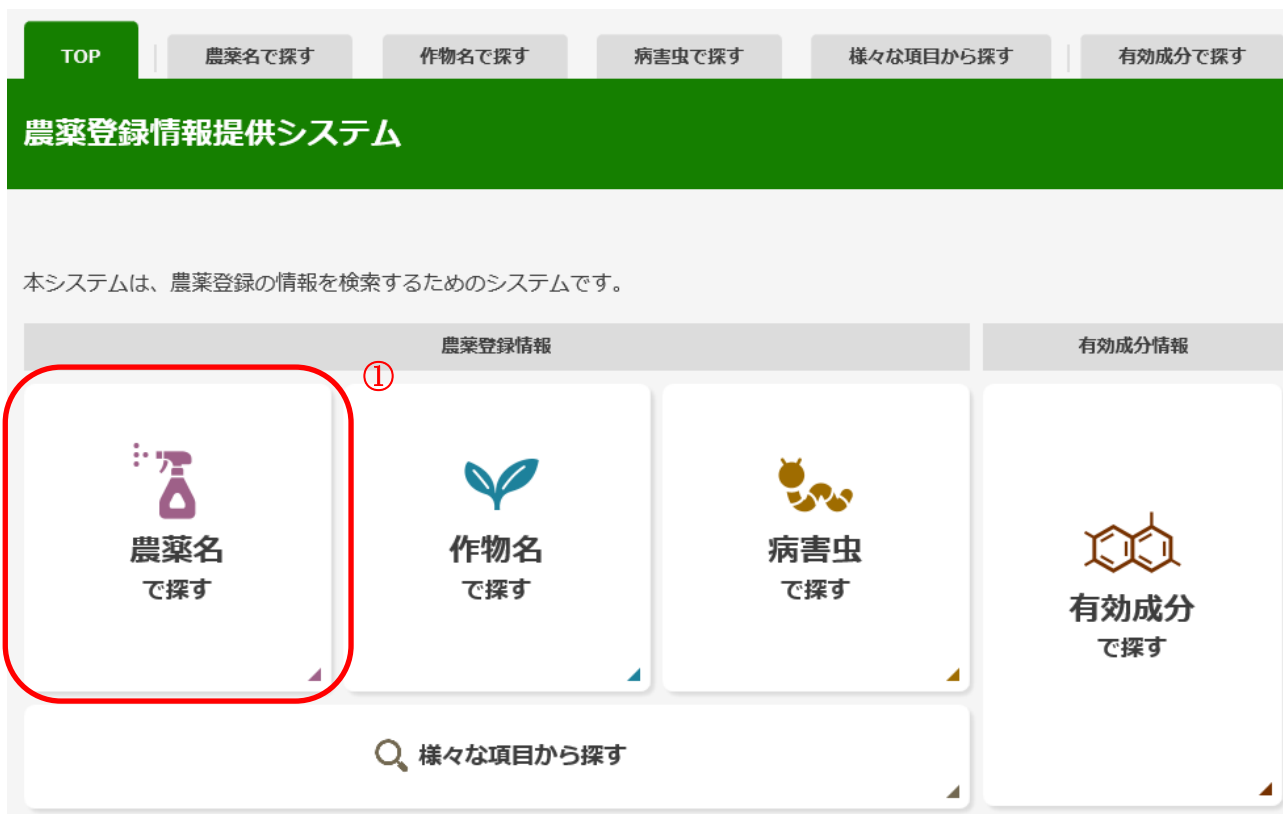 TOP
農薬名で探す
作物名で探す
病害虫で探す
様々な項目から探す
有効成分で探す
農薬登録情報提供システム
本システムは、農薬登録の情報を検索するためのシステムです。
農薬登録情報
有効成分情報
①
農薬名
で探す
作物名
で探す
病害虫
で探す
有効成分
で探す
様々な項目から探す